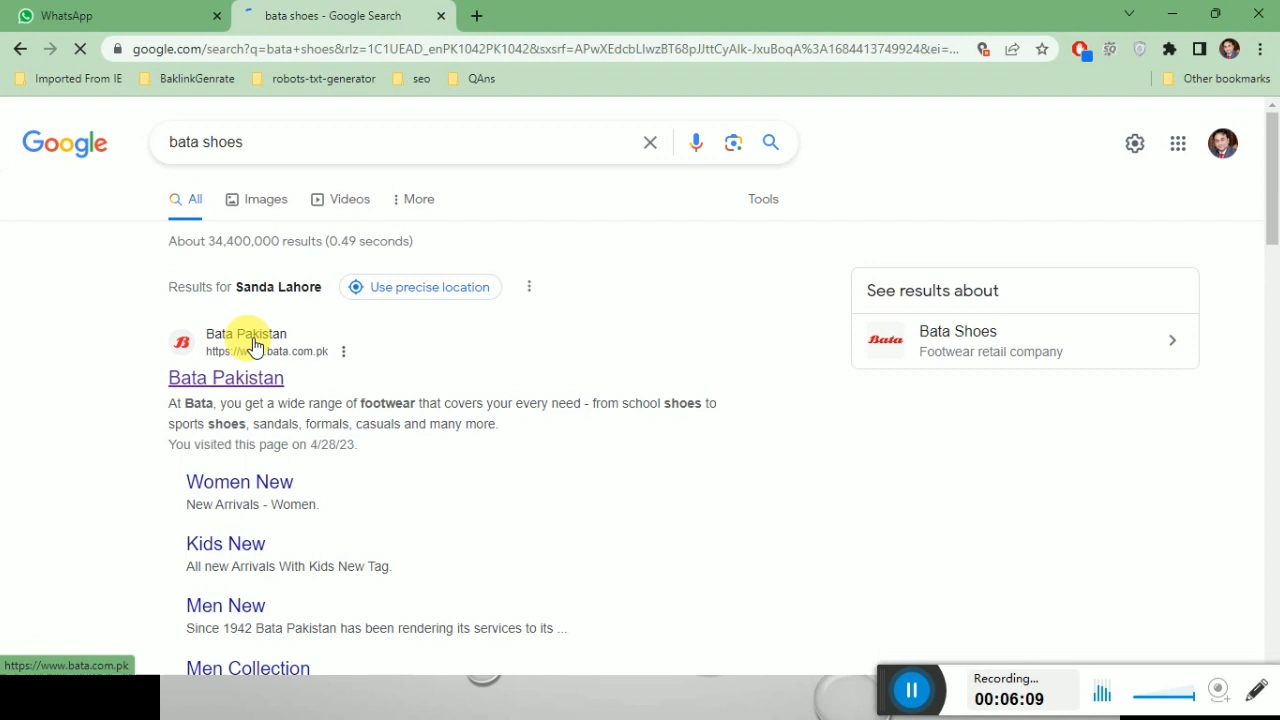 WhatsApp
bata shoes - Google Search
google.com/search?q=bata+shoes&rlz=1C1UEAD_enPK1042PK1042&sxsrf=
Imported From IE
BaklinkGenrate
robots-txt-generator
seo
QAns
Other bookmarks
Google
bata shoes
All
Images
Videos
More
Tools
About 34,400,000 results (0.49 seconds)
Results for Sanda Lahore
Use precise location
See results about
Bata
Bata Shoes
Footwear retail company
B
Bata Pakistan
bata.com.pk
Bata Pakistan
At Bata, you get a wide range of footwear that covers your every need - from school shoes to
sports shoes, sandals, formals, casuals and many more.
You visited this page on 4/28/23.
Women New
New Arrivals - Women.
Kids New
All new Arrivals With Kids New Tag.
Men New
Since 1942 Bata Pakistan has been rendering its services to its ...
Men Collection
https://www.bata.com.pk
Recording...
00:06:09